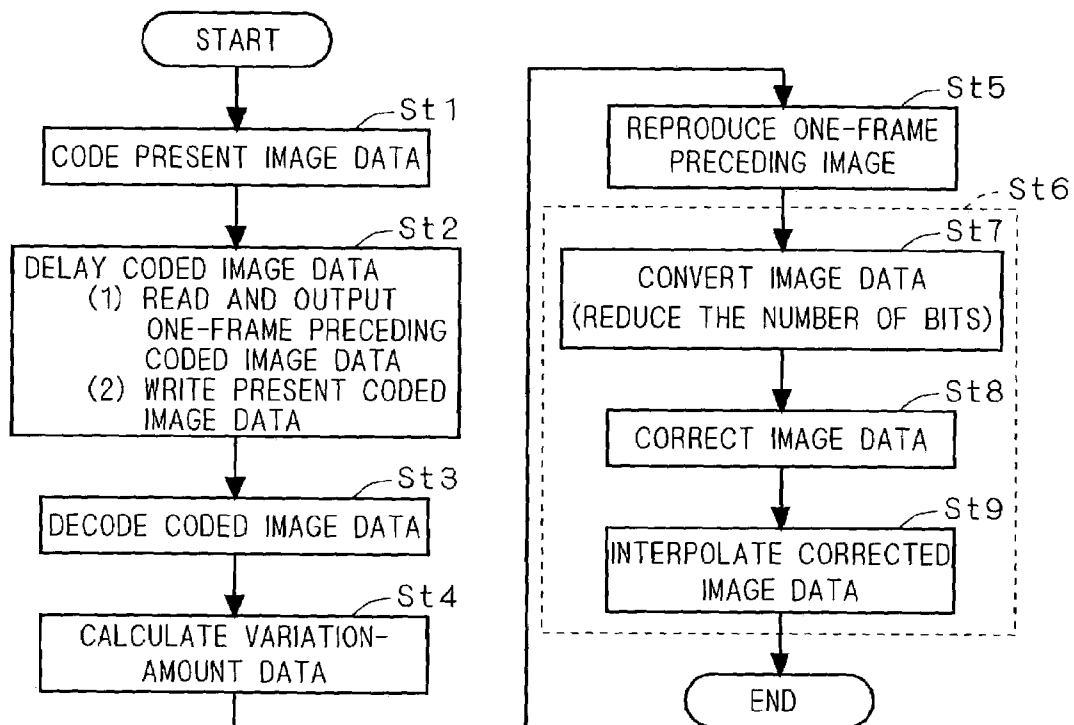 START
St1
CODE PRESENT IMAGE DATA
St2
DELAY CODED IMAGE DATA
(1) READ AND OUTPUT
ONE-FRAME PRECEDING
CODED IMAGE DATA
(2) WRITE PRESENT CODED
IMAGE DATA
St3
DECODE CODED IMAGE DATA
St4
CALCULATE VARIATION-
AMOUNT DATA
St5
REPRODUCE ONE-FRAME
PRECEDING IMAGE
St6
St7
CONVERT IMAGE DATA
(REDUCE THE NUMBER OF BITS)
St8
CORRECT IMAGE DATA
St9
INTERPOLATE CORRECTED
IMAGE DATA
END